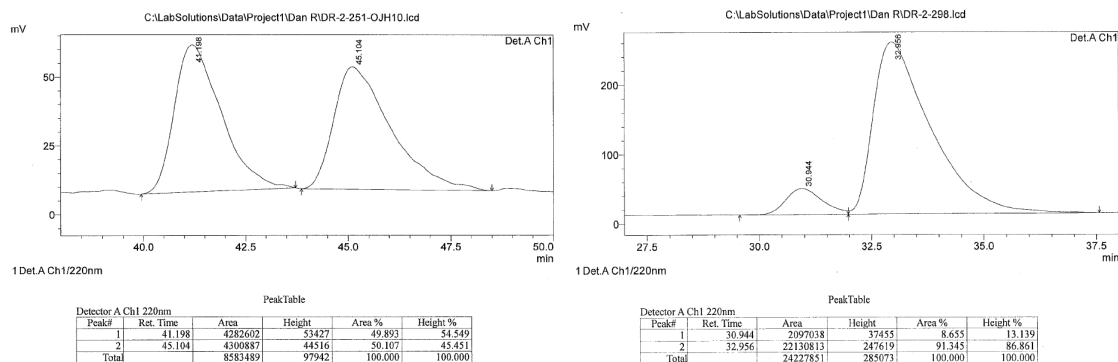 C:\LabSolutions\Data\Project1\Dan R\DR-2-251-OJH10.lcd
mV
Det.A Ch1
41.198
45.104
50
25
0
40.0 42.5 45.0 47.5 50.0
min
1 Det.A Ch1/220nm
PeakTable
Detector A Ch1 220nm
Peak# Ret. Time Area Height Area % Height %
1 41.198 4282602 53427 49.893 54.549
2 45.104 4300887 44516 50.107 45.451
Total 8583489 97942 100.000 100.000
C:\LabSolutions\Data\Project1\Dan R\DR-2-298.lcd
mV
Det.A Ch1
32.956
30.944
200
100
0
27.5 30.0 32.5 35.0 37.5
min
1 Det.A Ch1/220nm
PeakTable
Detector A Ch1 220nm
Peak# Ret. Time Area Height Area % Height %
1 30.944 2097038 37455 8.655 13.139
2 32.956 22130813 247619 91.345 86.861
Total 24227851 285073 100.000 100.000